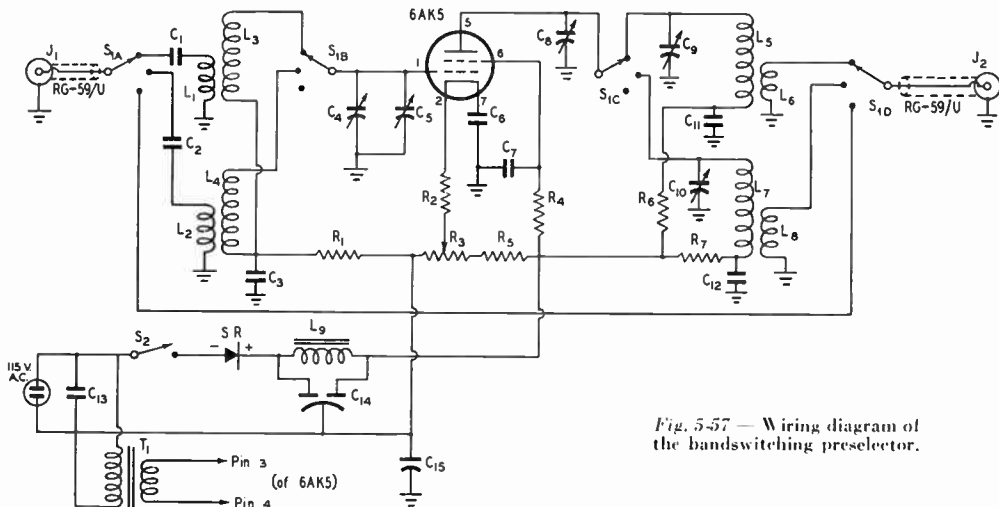 6AK5
J1
S1A
C1
L3
S1B
1
5
6
2
7
C8
C9
L5
J2
RG-59/U
L1
C4
C5
C6
S1C
L6
RG-59/U
S1D
C2
C7
C11
L4
R2
R4
R6
C10
L7
L2
R1
R3
R5
R7
L8
C3
C12
S2
- SR +
L9
115 V.
A.C.
C13
C14
Fig. 5-57 — Wiring diagram of
the bandswitching preselector.
T1
Pin 3
(of 6AK5)
Pin 4
C15